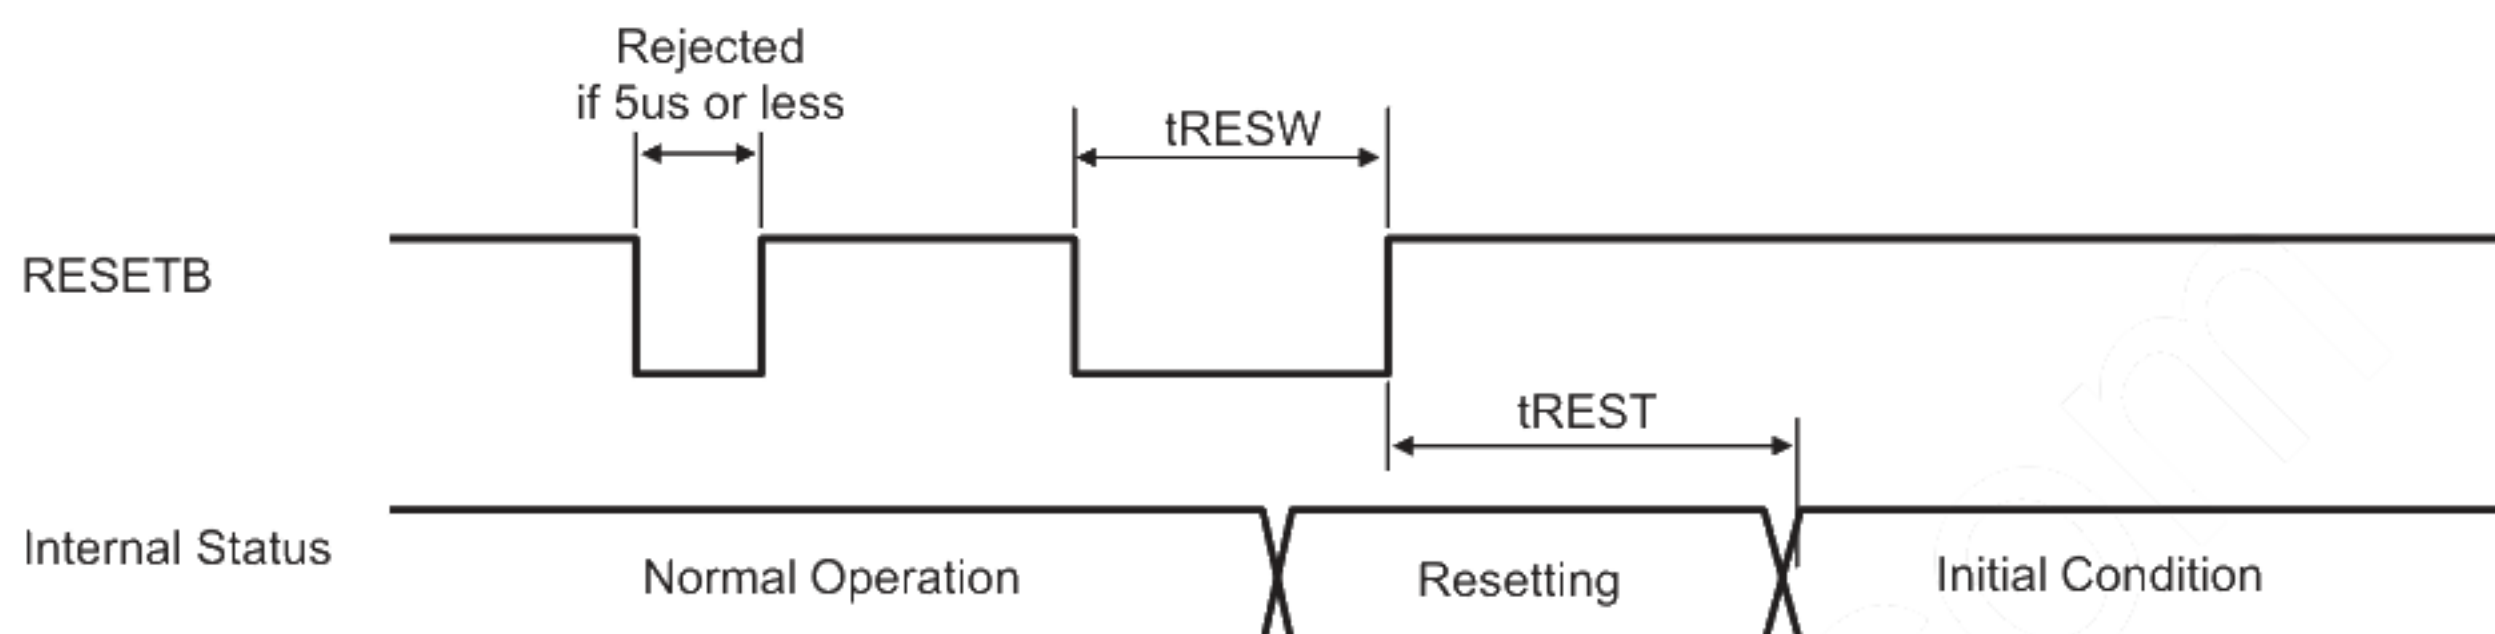 Rejected
if 5us or less
tRESW
RESETB
tREST
Internal Status
Normal Operation
Resetting
Initial Condition